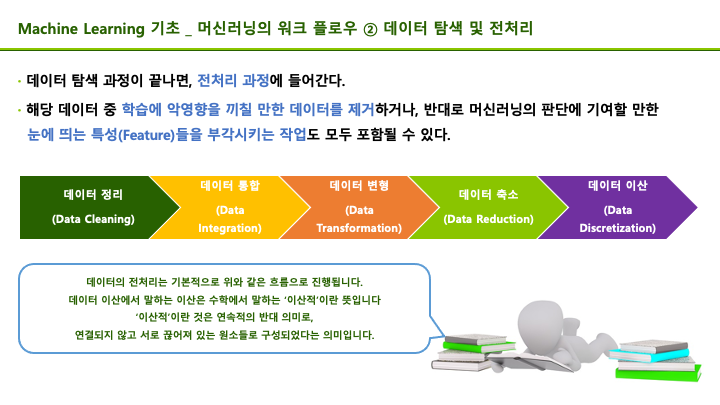 Machine Learning 기초 _ 머신러닝의 워크 플로우 ② 데이터 탐색 및 전처리
· 데이터 탐색 과정이 끝나면, 전처리 과정에 들어간다.
· 해당 데이터 중 학습에 악영향을 끼칠 만한 데이터를 제거하거나, 반대로 머신러닝의 판단에 기여할 만한
눈에 띄는 특성(Feature)들을 부각시키는 작업도 모두 포함될 수 있다.
데이터 정리
(Data Cleaning)
데이터 통합
(Data
Integration)
데이터 변형
(Data
Transformation)
데이터 축소
(Data Reduction)
데이터 이산
(Data
Discretization)
데이터의 전처리는 기본적으로 위와 같은 흐름으로 진행됩니다.
데이터 이산에서 말하는 이산은 수학에서 말하는 '이산적'이란 뜻입니다
'이산적'이란 것은 연속적의 반대 의미로,
연결되지 않고 서로 끊어져 있는 원소들로 구성되었다는 의미입니다.